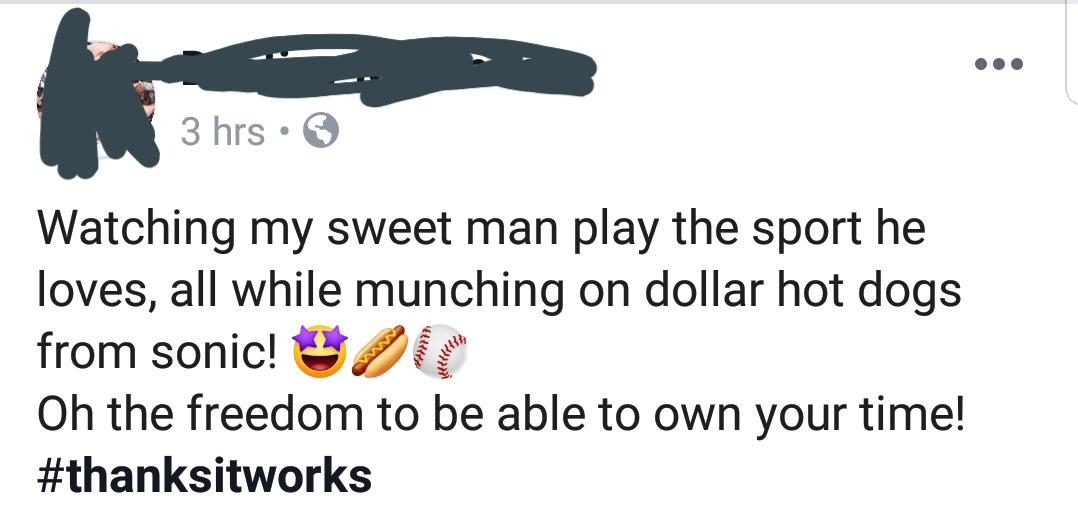 3 hrs •
Watching my sweet man play the sport he
loves, all while munching on dollar hot dogs
from sonic! 🤩🌭⚾
Oh the freedom to be able to own your time!
#thanksitworks